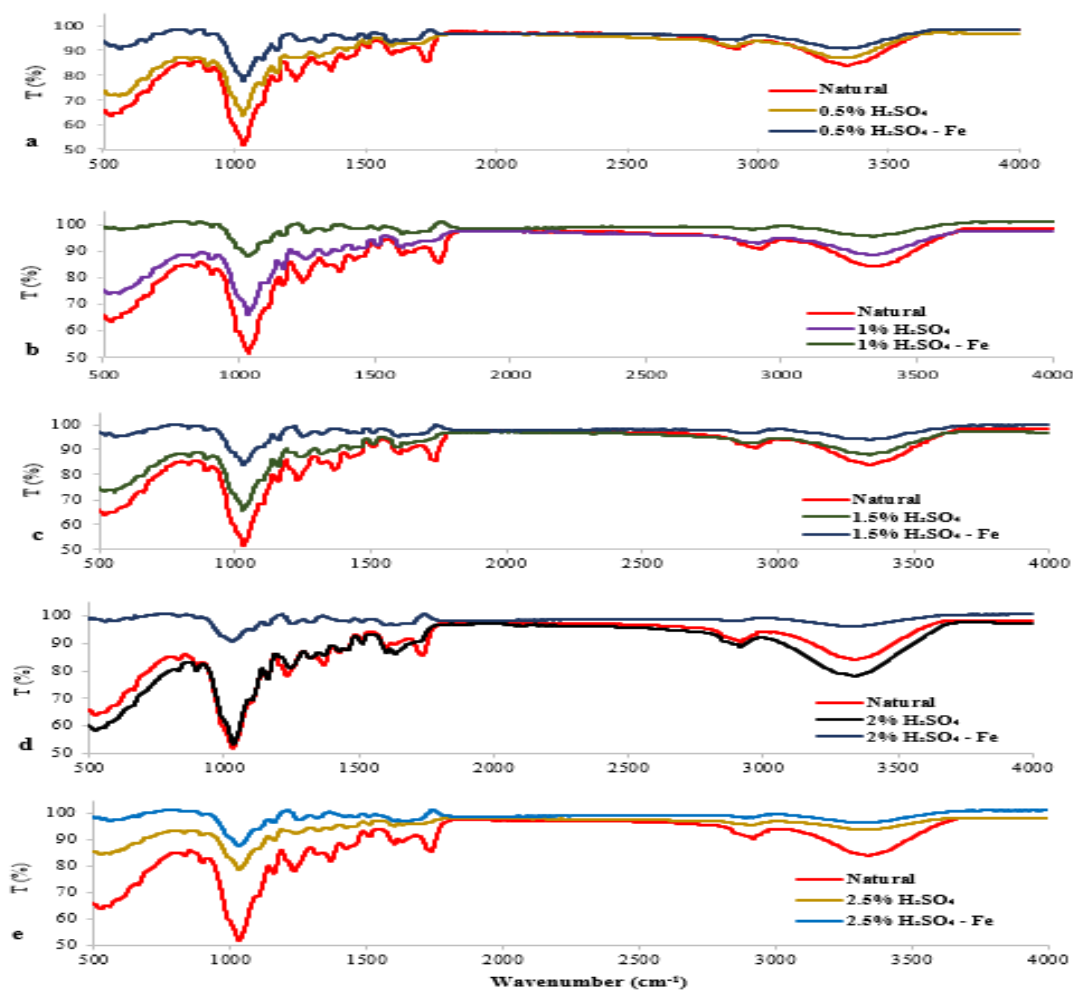 100
90
80
70
60
50
T (%)
a
Natural
0.5% H₂SO₄
0.5% H₂SO₄ - Fe
500 1000 1500 2000 2500 3000 3500 4000
100
90
80
70
60
50
T (%)
b
Natural
1% H₂SO₄
1% H₂SO₄ - Fe
500 1000 1500 2000 2500 3000 3500 4000
100
90
80
70
60
50
T (%)
c
Natural
1.5% H₂SO₄
1.5% H₂SO₄ - Fe
500 1000 1500 2000 2500 3000 3500 4000
100
90
80
70
60
50
T (%)
d
Natural
2% H₂SO₄
2% H₂SO₄ - Fe
500 1000 1500 2000 2500 3000 3500 4000
100
90
80
70
60
50
T (%)
e
Natural
2.5% H₂SO₄
2.5% H₂SO₄ - Fe
500 1000 1500 2000 2500 3000 3500 4000
Wavenumber (cm⁻¹)